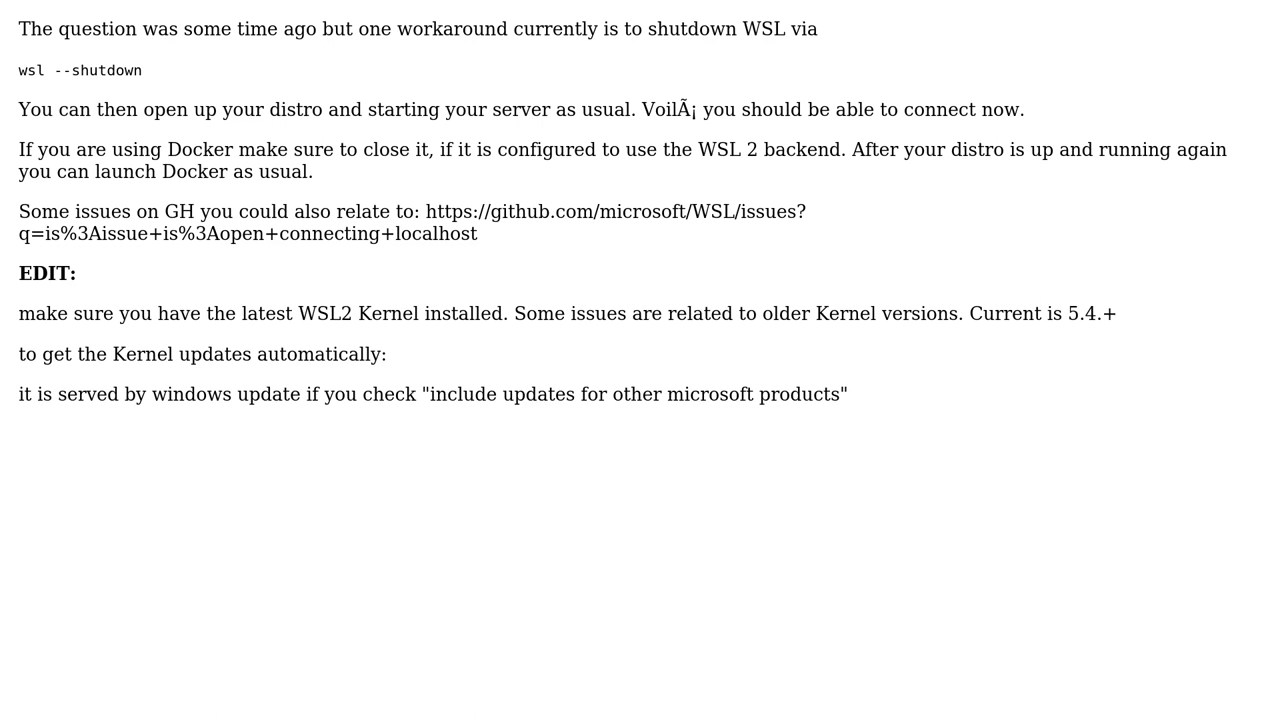 The question was some time ago but one workaround currently is to shutdown WSL via
wsl --shutdown
You can then open up your distro and starting your server as usual. VoilÃ¡ you should be able to connect now.
If you are using Docker make sure to close it, if it is configured to use the WSL 2 backend. After your distro is up and running again
you can launch Docker as usual.
Some issues on GH you could also relate to: https://github.com/microsoft/WSL/issues?
q=is%3Aissue+is%3Aopen+connecting+localhost
EDIT:
make sure you have the latest WSL2 Kernel installed. Some issues are related to older Kernel versions. Current is 5.4.+
to get the Kernel updates automatically:
it is served by windows update if you check "include updates for other microsoft products"